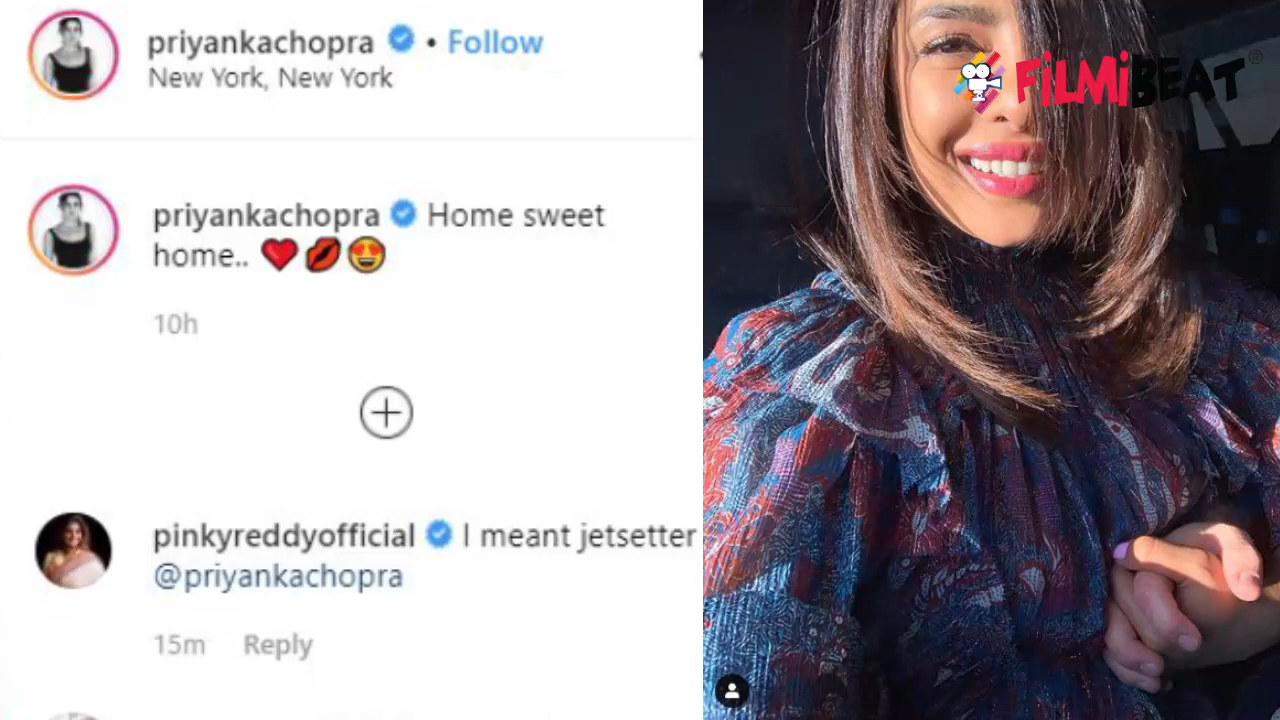 priyankachopra • Follow
New York, New York
priyankachopra Home sweet
home.. ❤️💋😍
10h
pinkyreddyofficial I meant jetsetter
@priyankachopra
15m Reply
FiLMiBEAT ®